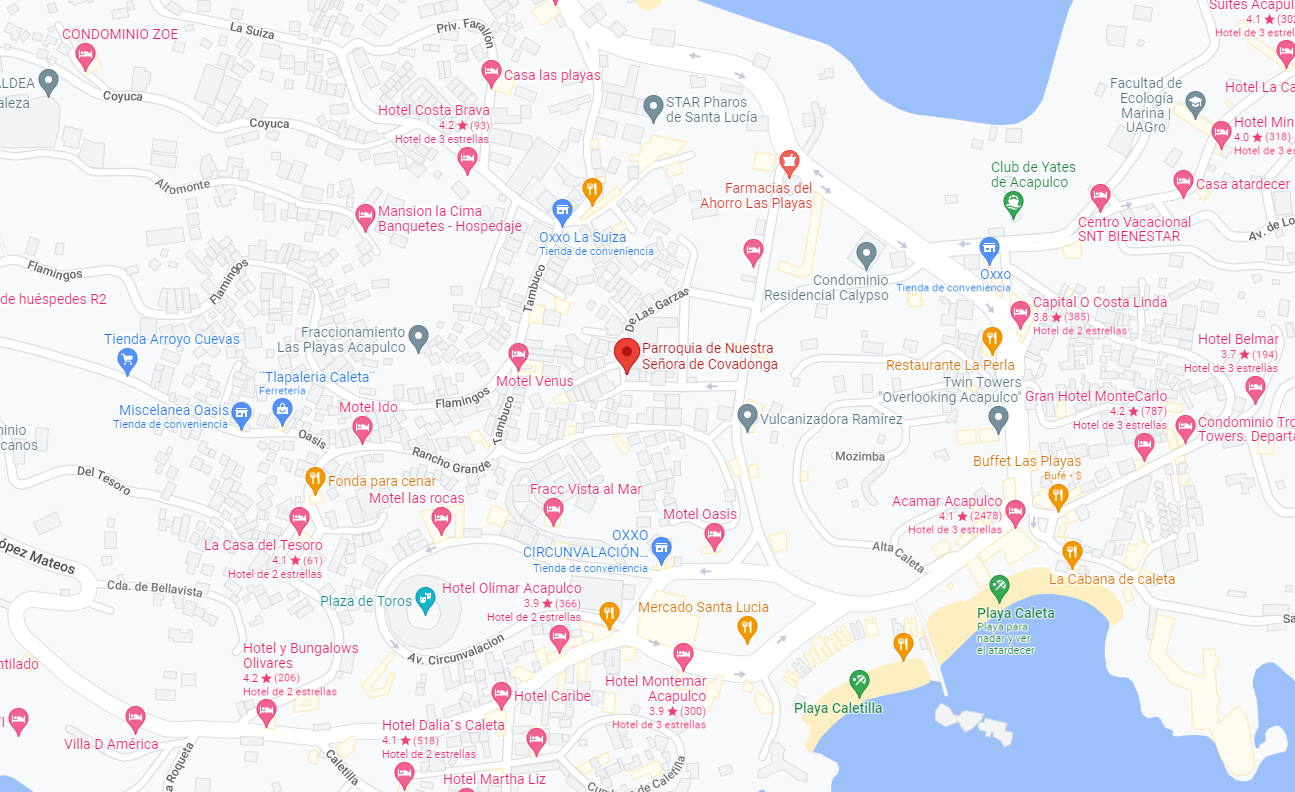 Suites Acapul
4.1 ★ (302
Hotel de 3 estrel
La Suiza
Priv. Farallón
CONDOMINIO ZOE
Casa las playas
ALDEA
aleza
Coyuca
Coyuca
Hotel Costa Brava
4.2 ★ (93)
Hotel de 3 estrellas
STAR Pharos
de Santa Lucía
Facultad de
Ecología
Marina |
UAGro
Hotel La Ca
Hotel Min
4.0 ★ (318)
Hotel de 3 es
Club de Yates
de Acapulco
Casa atardecer
Farmacias del
Ahorro Las Playas
Altomonte
Mansion la Cima
Banquetes - Hospedaje
Centro Vacacional
SNT BIENESTAR
Av. de Lo
Oxxo La Suiza
Tienda de conveniencia
Flamingos
Flamingos
Tambuco
Condominio
Residencial Calypso
Oxxo
Tienda de conveniencia
de huéspedes R2
De Las Garzas
Capital O Costa Linda
3.8 ★ (385)
Hotel de 2 estrellas
Fraccionamiento
Las Playas Acapulco
Tienda Arroyo Cuevas
Hotel Belmar
3.7 ★ (194)
Hotel de 3 estrellas
Parroquia de Nuestra
Señora de Covadonga
Restaurante La Perla
Motel Venus
¨Tlapaleria Caleta¨
Ferretería
Twin Towers
"Overlooking Acapulco"
Gran Hotel MonteCarlo
4.2 ★ (787)
Hotel de 3 estrellas
Flamingos
Tambuco
Miscelanea Oasis
Tienda de conveniencia
Motel Ido
Vulcanizadora Ramírez
Condominio Tro
Towers. Departa
minio
canos
Oasis
Rancho Grande
Mozimba
Buffet Las Playas
Bufé • $
Del Tesoro
Fonda para cenar
Motel las rocas
Fracc Vista al Mar
Acamar Acapulco
4.1 ★ (2478)
Hotel de 3 estrellas
Motel Oasis
La Casa del Tesoro
4.1 ★ (61)
Hotel de 2 estrellas
OXXO
CIRCUNVALACIÓN...
Tienda de conveniencia
Alta Caleta
ópez Mateos
La Cabana de caleta
Cda. de Bellavista
Hotel Olimar Acapulco
3.9 ★ (366)
Hotel de 2 estrellas
Plaza de Toros
Mercado Santa Lucia
Playa Caleta
Playa para
nadar y ver
el atardecer
Sa
Av. Circunvalacion
Hotel y Bungalows
Olivares
4.2 ★ (206)
Hotel de 2 estrellas
ntilado
Hotel Montemar
Acapulco
3.9 ★ (300)
Hotel de 3 estrellas
Hotel Caribe
Playa Caletilla
Hotel Dalia´s Caleta
4.1 ★ (518)
Hotel de 2 estrellas
Villa D América
a Roqueta
Caletilla
Hotel Martha Liz
de Caletilla